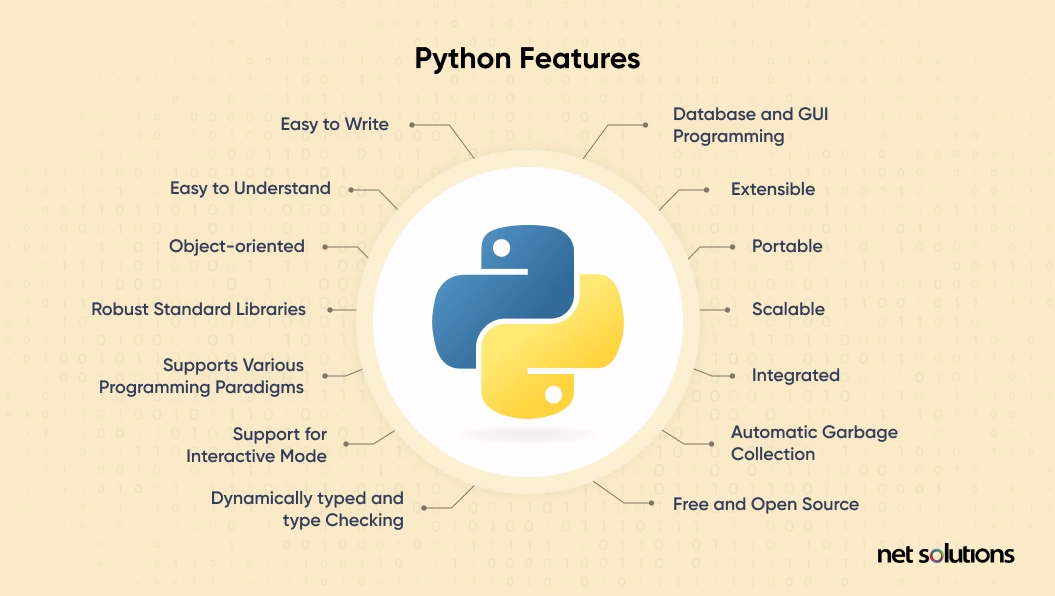 Python Features
Easy to Write
Easy to Understand
Object-oriented
Robust Standard Libraries
Supports Various
Programming Paradigms
Support for
Interactive Mode
Dynamically typed and
type Checking
Database and GUI
Programming
Extensible
Portable
Scalable
Integrated
Automatic Garbage
Collection
Free and Open Source
net solutions